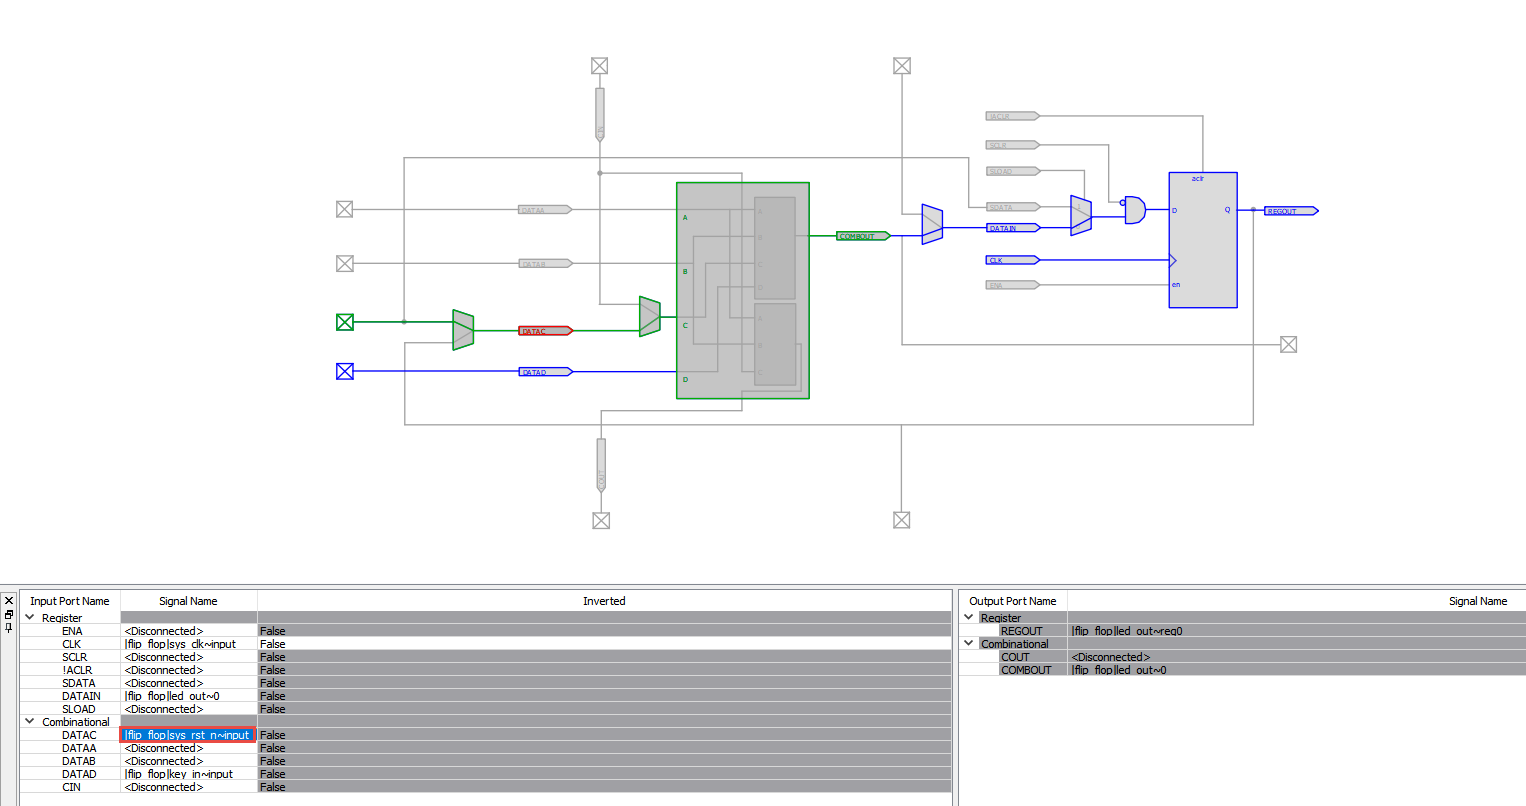 CIN
!ACLR
SCLR
SLOAD
aclr
DATAA
SDATA
D
Q
REGOUT
A
DATAIN
COMBOUT
DATAB
B
CLK
ENA
en
C
DATAC
DATAD
D
COUT
Input Port Name Signal Name Inverted
Register
ENA <Disconnected> False
CLK |flip_flop|sys_clk~input False
SCLR <Disconnected> False
!ACLR <Disconnected> False
SDATA <Disconnected> False
DATAIN |flip_flop|led_out~0 False
SLOAD <Disconnected> False
Combinational
DATAC |flip_flop|sys_rst_n~input False
DATAA <Disconnected> False
DATAB <Disconnected> False
DATAD |flip_flop|key_in~input False
CIN <Disconnected> False
Output Port Name Signal Name
Register
REGOUT |flip_flop|led_out~reg0
Combinational
COUT <Disconnected>
COMBOUT |flip_flop|led_out~0